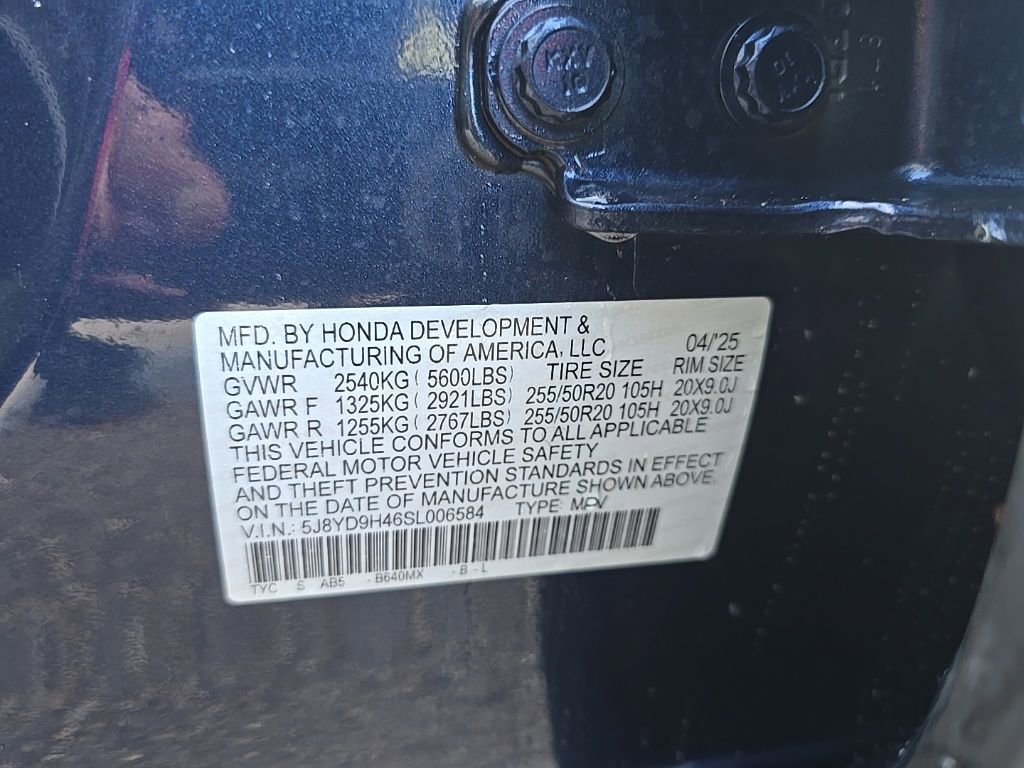 KAY
10
10
MFD. BY HONDA DEVELOPMENT &
MANUFACTURING OF AMERICA, LLC 04/'25
GVWR 2540KG ( 5600LBS) TIRE SIZE RIM SIZE
GAWR F 1325KG ( 2921LBS) 255/50R20 105H 20X9.0J
GAWR R 1255KG ( 2767LBS) 255/50R20 105H 20X9.0J
THIS VEHICLE CONFORMS TO ALL APPLICABLE
FEDERAL MOTOR VEHICLE SAFETY
AND THEFT PREVENTION STANDARDS IN EFFECT
ON THE DATE OF MANUFACTURE SHOWN ABOVE.
V.I.N.: 5J8YD9H46SL006584 TYPE: MPV
TYC S AB5 - B640MX - B - L